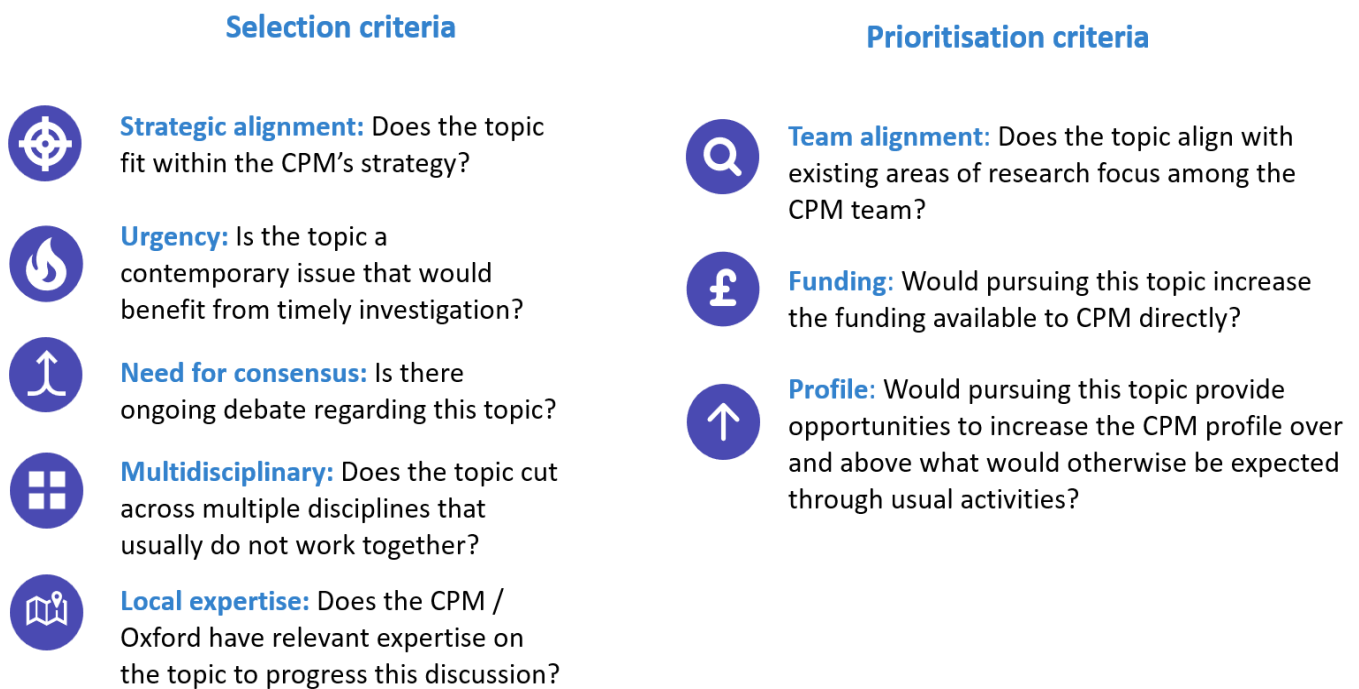 Selection criteria
Strategic alignment: Does the topic
fit within the CPM’s strategy?
Urgency: Is the topic a
contemporary issue that would
benefit from timely investigation?
Need for consensus: Is there
ongoing debate regarding this topic?
Multidisciplinary: Does the topic cut
across multiple disciplines that
usually do not work together?
Local expertise: Does the CPM /
Oxford have relevant expertise on
the topic to progress this discussion?
Prioritisation criteria
Team alignment: Does the topic align with
existing areas of research focus among the
CPM team?
£
Funding: Would pursuing this topic increase
the funding available to CPM directly?
Profile: Would pursuing this topic provide
opportunities to increase the CPM profile over
and above what would otherwise be expected
through usual activities?